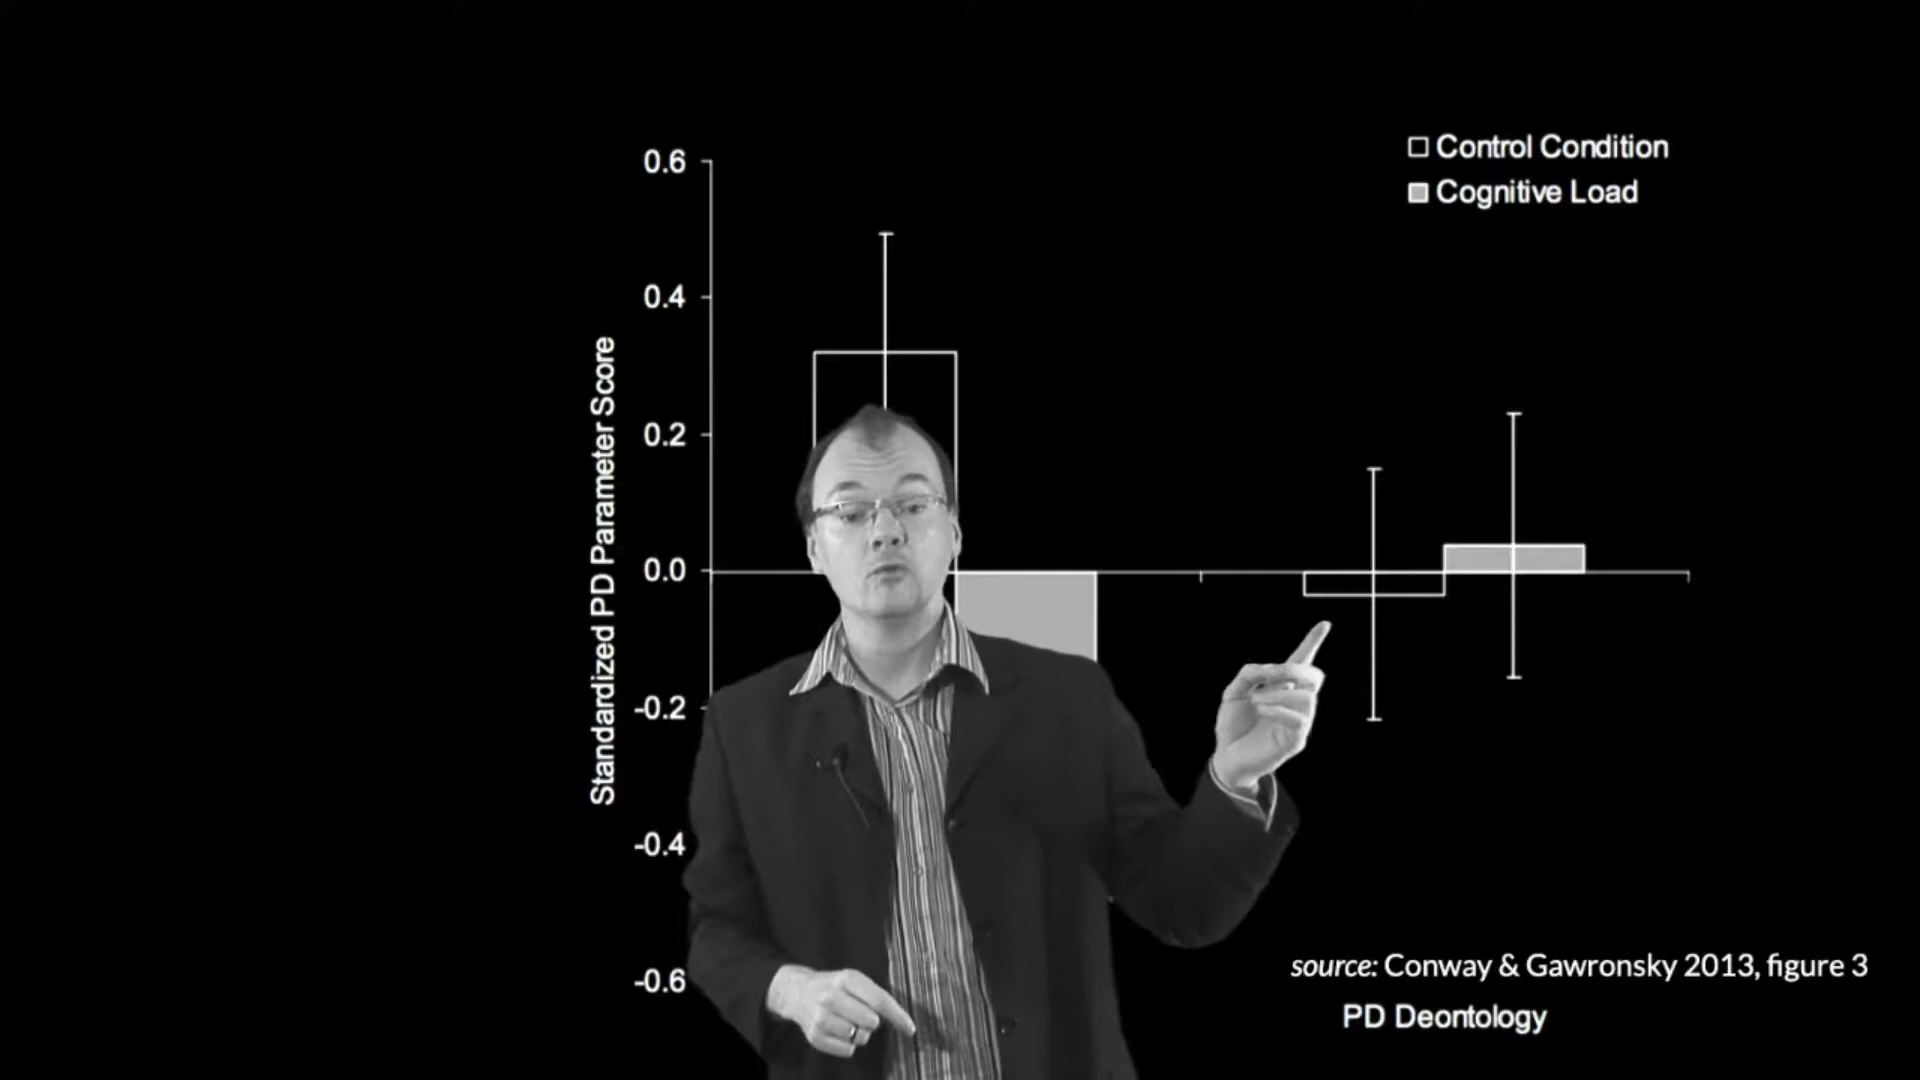 Control Condition
Cognitive Load
Standardized PD Parameter Score
0.6
0.4
0.2
0.0
-0.2
-0.4
-0.6
source: Conway & Gawronsky 2013, figure 3
PD Deontology